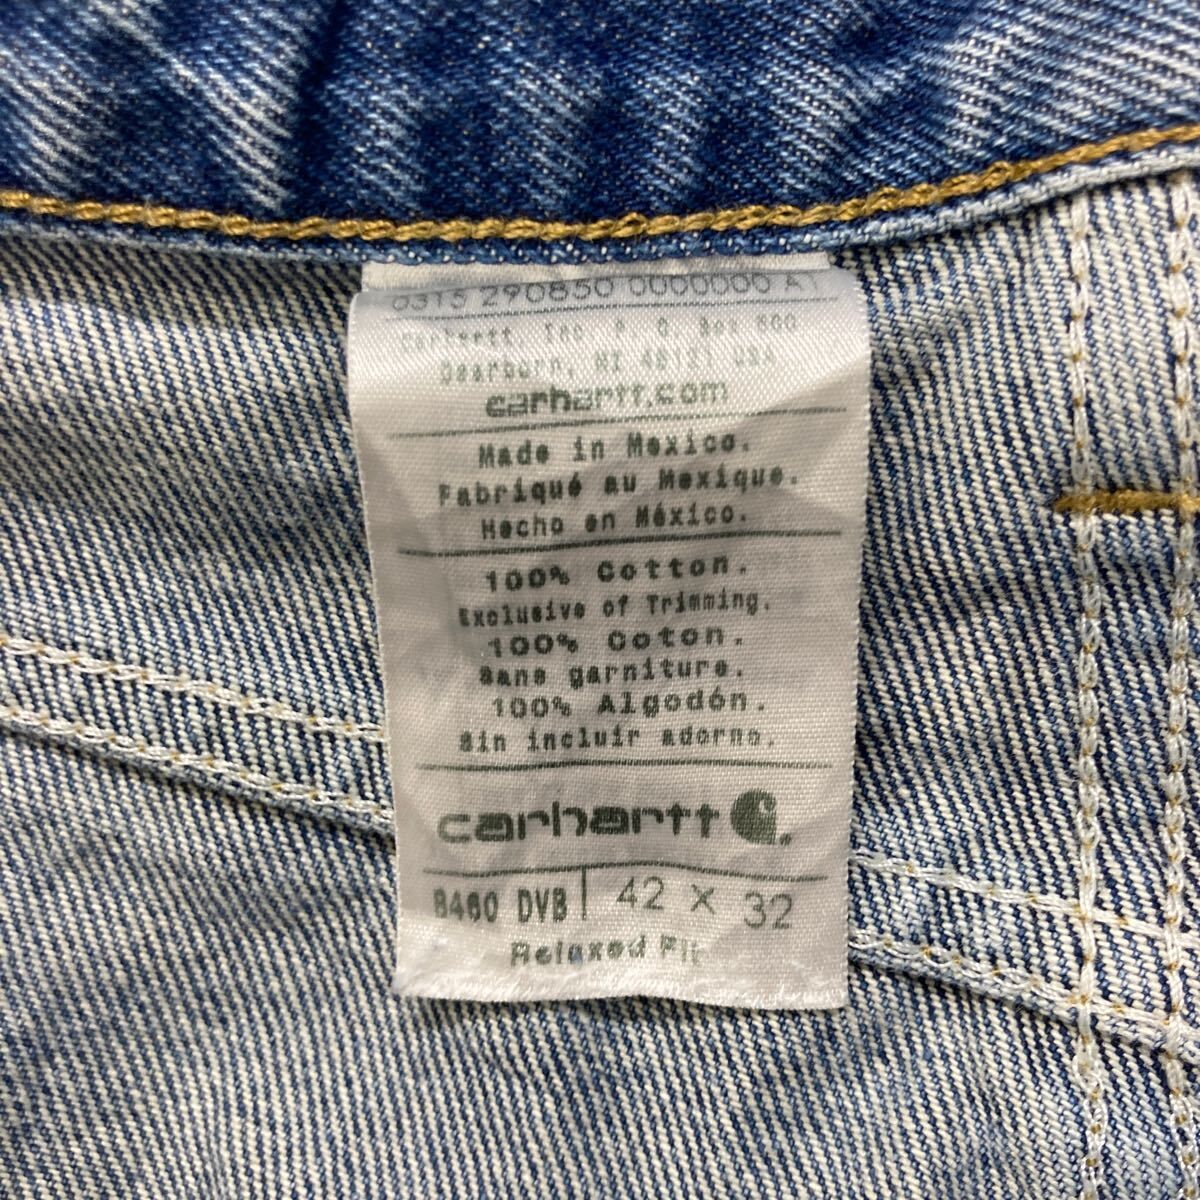 0315 290850 0000000 A1
Carhartt, Inc P. O. Box 600
Dearborn, MI 48121 USA
carhartt.com
Made in Mexico.
Fabriqué au Mexique.
Hecho en México.
100% Cotton.
Exclusive of Trimming.
100% Coton.
Sans garniture.
100% Algodón.
Sin incluir adorno.
carhartt
B460 DVB 42 x 32
Relaxed Fit